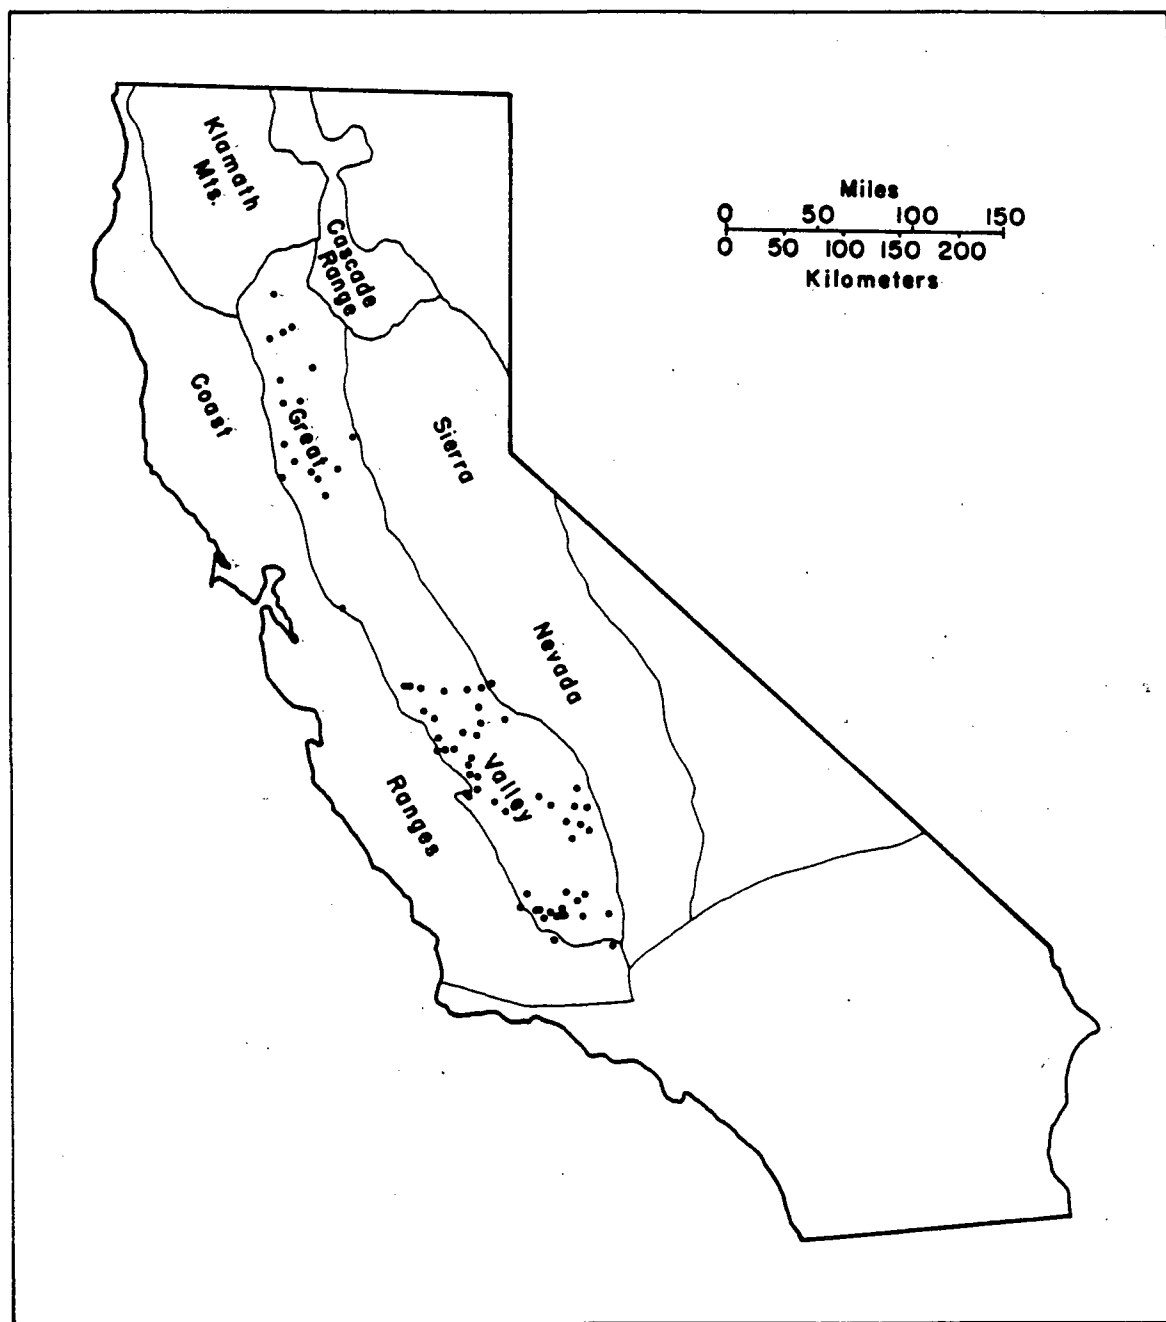 Klamath
Mts.
Miles
0 50 100 150
0 50 100 150 200
Kilometers
Cascade
Range
Coast
Great
Sierra
Nevada
Valley
Ranges